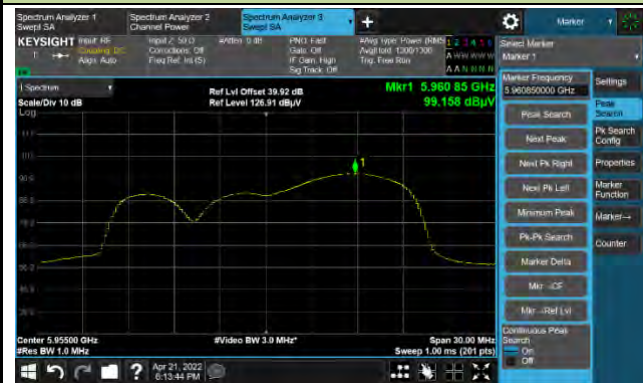 Spectrum Analyzer 1
Swept SA
Spectrum Analyzer 2
Channel Power
Spectrum Analyzer 3
Swept SA
+
Marker
KEYSIGHT
Input: RF
Coupling: DC
Align: Auto
Input Z: 50 Ω
Corrections: Off
Freq Ref: Int (S)
#Atten: 0 dB
PNO: Fast
Gate: Off
IF Gain: High
Sig Track: Off
#Avg Type: Power (RMS)
Avg|Hold: 1300/1300
Trig: Free Run
1 2 3 4 5 6
A W W W W W
A A N N N N
Select Marker
Marker 1
1 Spectrum
Scale/Div 10 dB
Log
Ref Lvl Offset 39.92 dB
Ref Level 126.91 dBµV
Mkr1 5.960 85 GHz
99.158 dBµV
1
Marker Frequency
5.960850000 GHz
Peak Search
Next Peak
Next Pk Right
Next Pk Left
Minimum Peak
Pk-Pk Search
Marker Delta
Mkr→CF
Mkr→Ref Lvl
Continuous Peak
Search
On
Off
Settings
Peak
Search
Pk Search
Config
Properties
Marker
Function
Marker→
Counter
Center 5.95500 GHz
#Res BW 1.0 MHz
#Video BW 3.0 MHz*
Span 30.00 MHz
Sweep 1.00 ms (201 pts)
?
Apr 21, 2022
6:13:44 PM